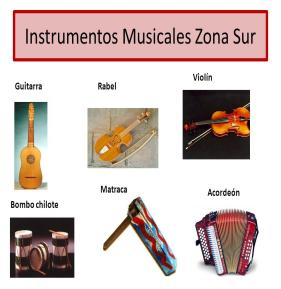 Instrumentos Musicales Zona Sur
Guitarra
Rabel
Violín
Bombo chilote
Matraca
Acordeón